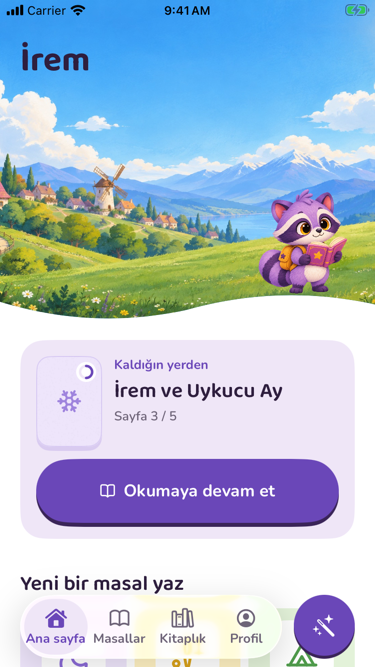 Carrier
9:41 AM
İrem
Kaldığın yerden
İrem ve Uykucu Ay
Sayfa 3 / 5
Okumaya devam et
Yeni bir masal yaz
Ana sayfa
Masallar
Kitaplık
Profil